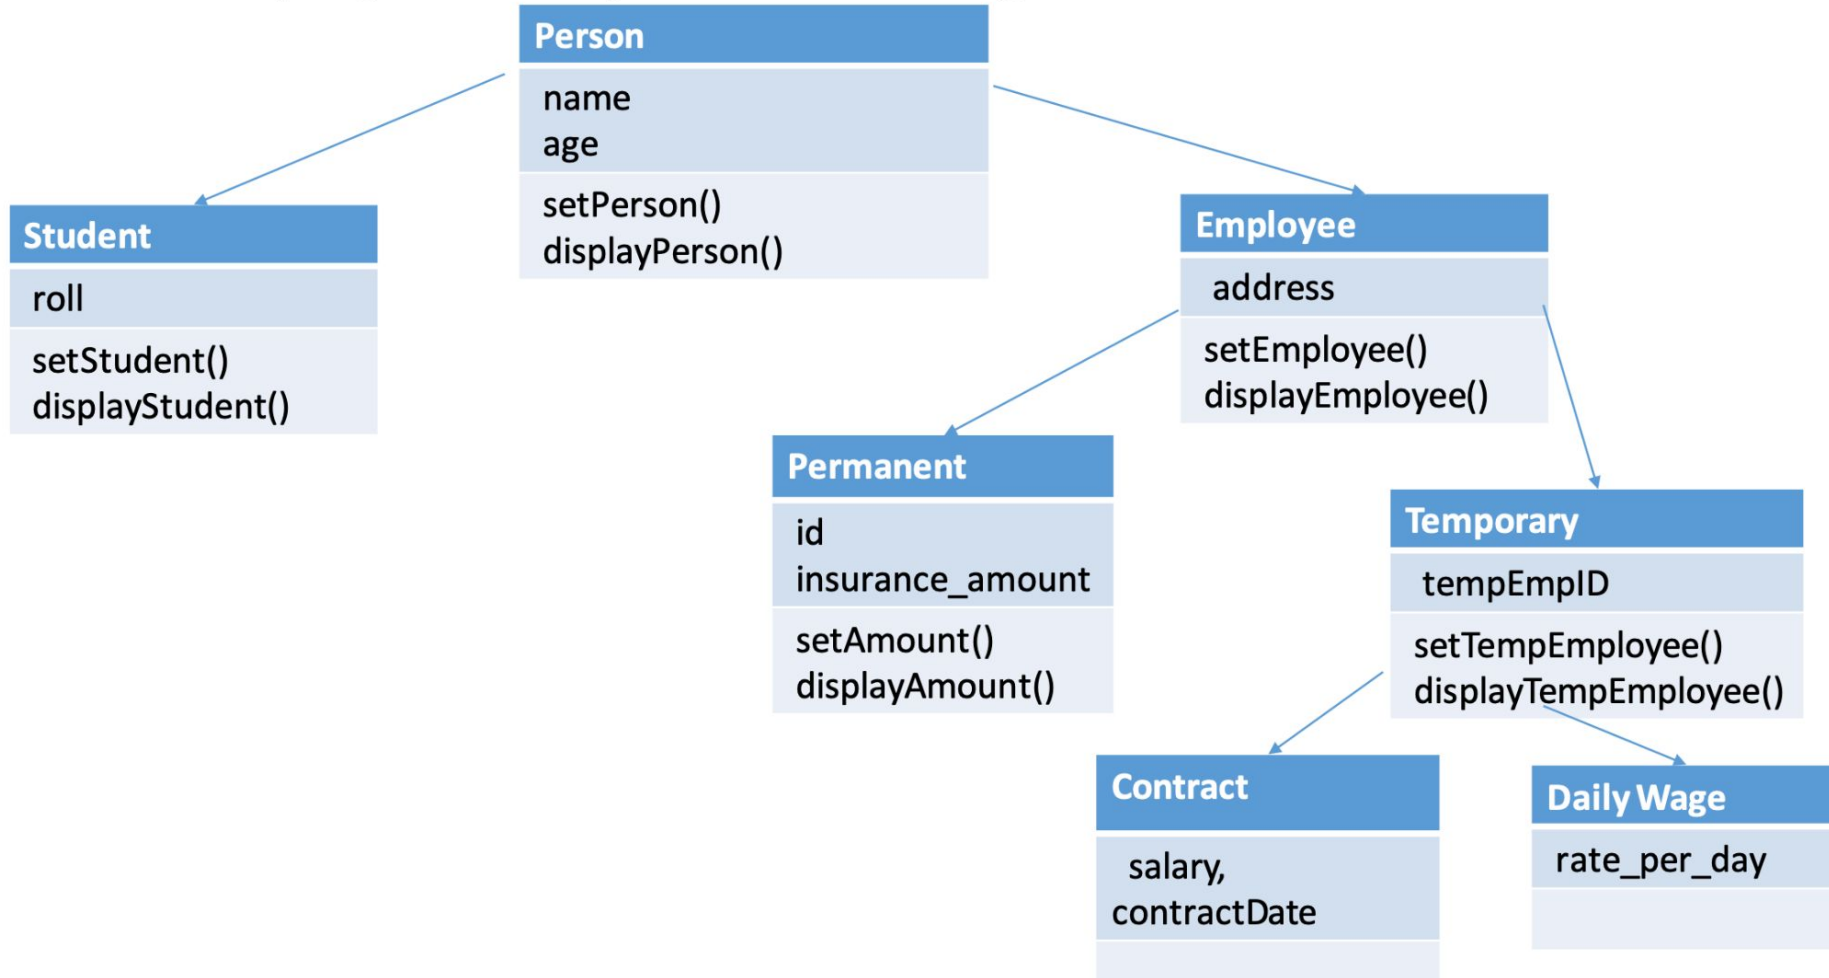 Person
name
age
setPerson()
displayPerson()
Student
roll
setStudent()
displayStudent()
Employee
address
setEmployee()
displayEmployee()
Permanent
id
insurance_amount
setAmount()
displayAmount()
Temporary
tempEmpID
setTempEmployee()
displayTempEmployee()
Contract
salary,
contractDate
Daily Wage
rate_per_day